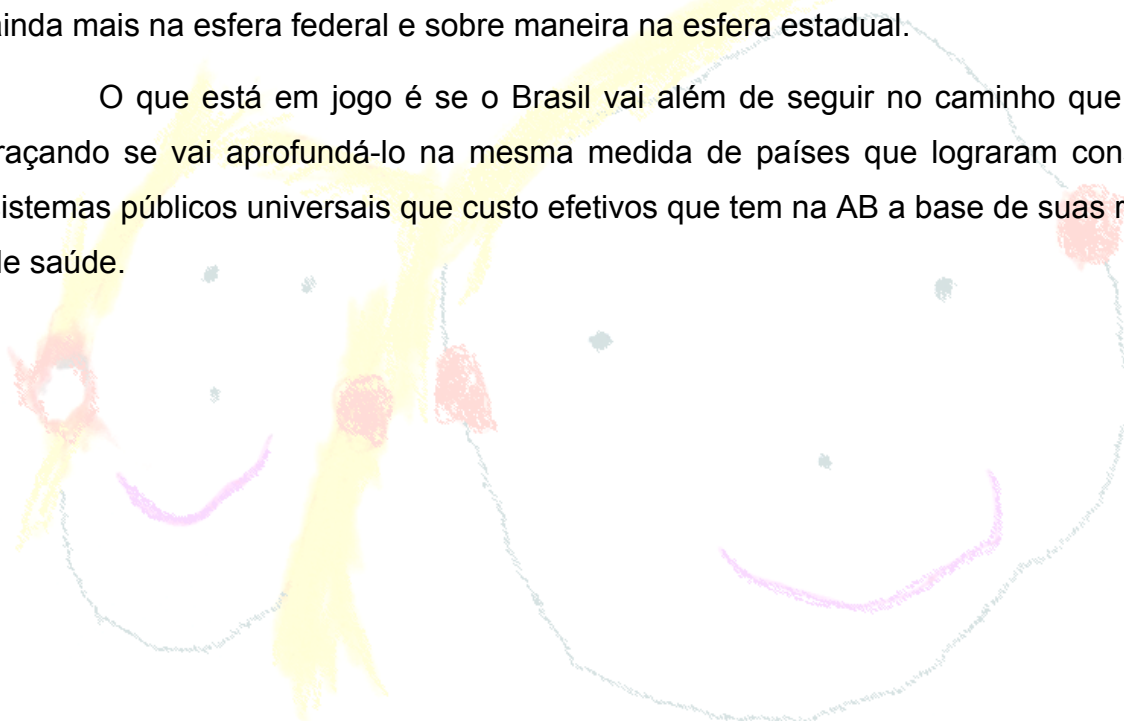 ainda mais na esfera federal e sobre maneira na esfera estadual.
O que está em jogo é se o Brasil vai além de seguir no caminho que
raçando se vai aprofundá-lo na mesma medida de países que lograram con
istemas públicos universais que custo efetivos que tem na AB a base de suas
de saúde.